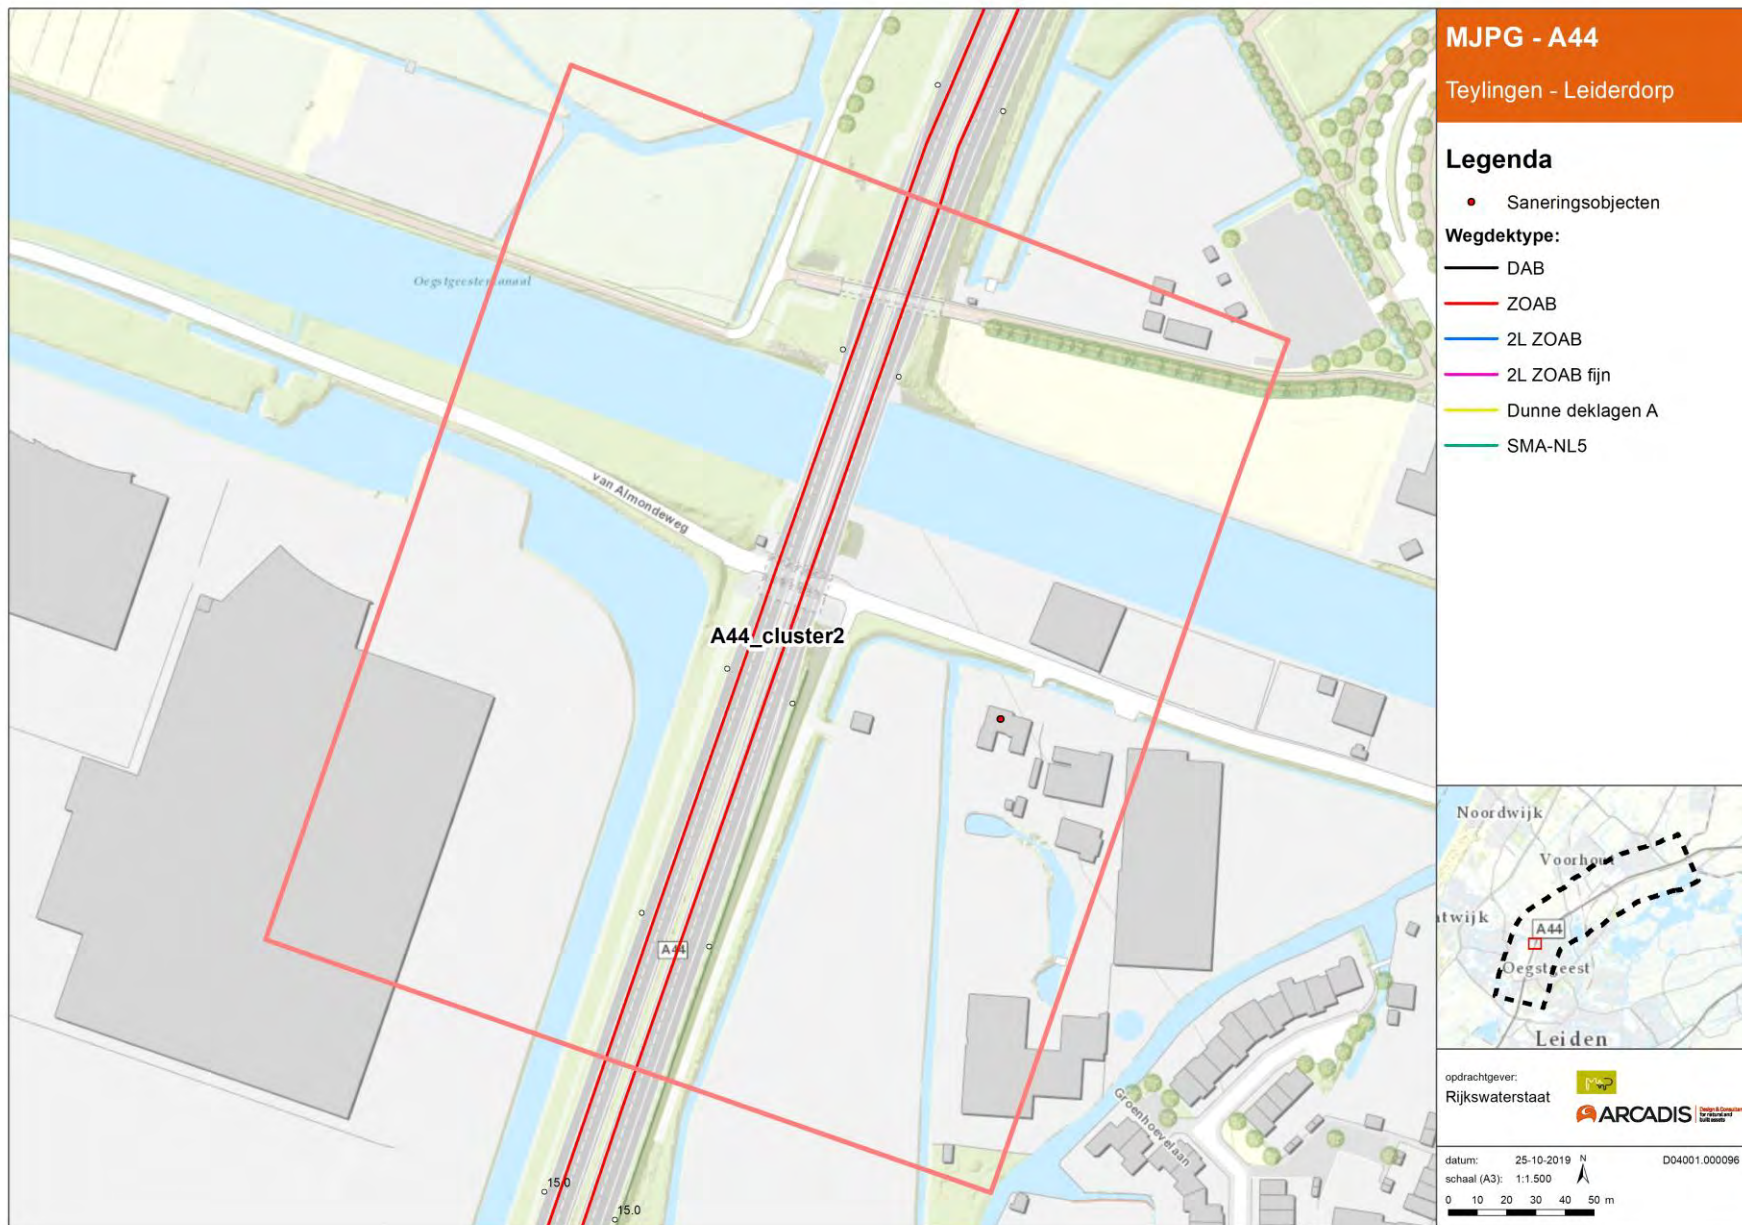 MJPG - A44
Teylingen - Leiderdorp
Legenda
Saneringsobjecten
Wegdektype:
DAB
ZOAB
2L ZOAB
2L ZOAB fijn
Dunne deklagen A
SMA-NL5
Oegstgeesterkanaal
van Almondeweg
A44_cluster2
A44
Groenhoevelaan
15.0
15.0
Noordwijk
Voorhout
atwijk
A44
Oegstgeest
Leiden
opdrachtgever:
Rijkswaterstaat
ARCADIS
datum: 25-10-2019 N D04001.000096
schaal (A3): 1:1.500
0 10 20 30 40 50 m